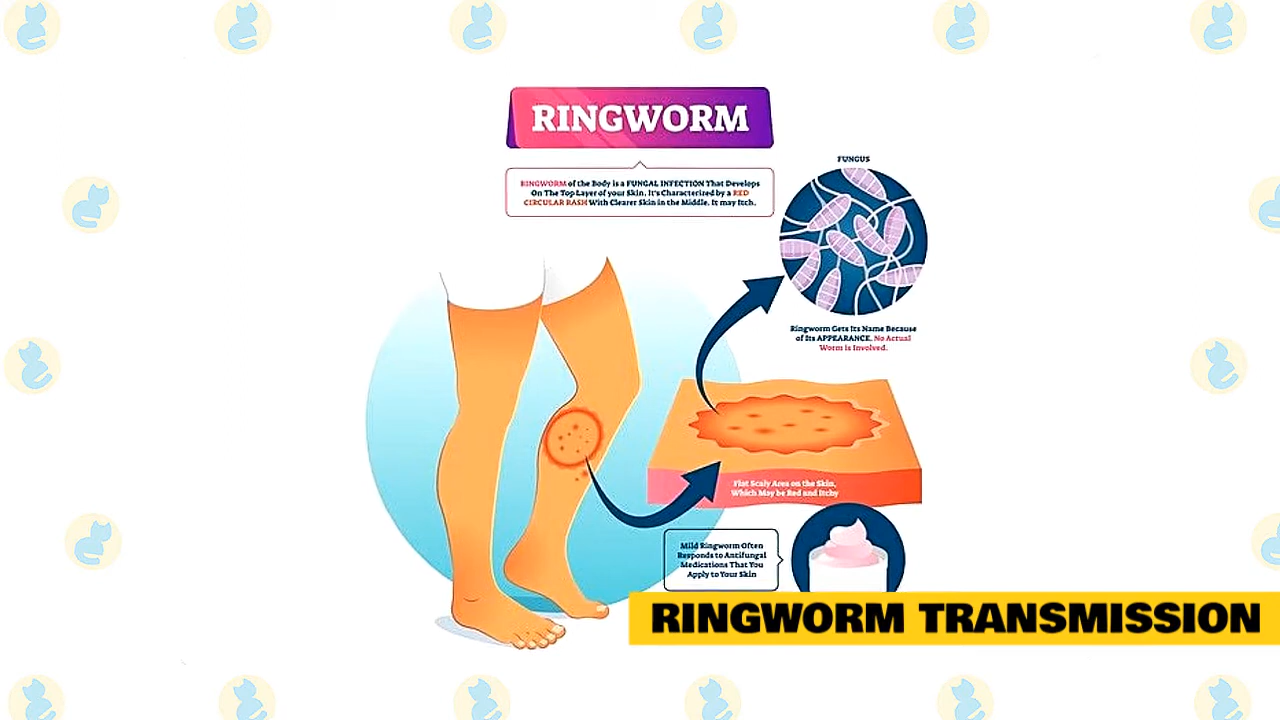 RINGWORM
RINGWORM of the Body is a FUNGAL INFECTION That Develops
On The Top Layer of your Skin. It's Characterized by a RED
CIRCULAR RASH With Clearer Skin in the Middle. It may Itch.
FUNGUS
Ringworm Gets Its Name Because
of Its APPEARANCE. No Actual
Worm is Involved.
Flat Scaly Area on the Skin,
Which May be Red and Itchy
Mild Ringworm Often
Responds to Antifungal
Medications That You
Apply to Your Skin
RINGWORM TRANSMISSION